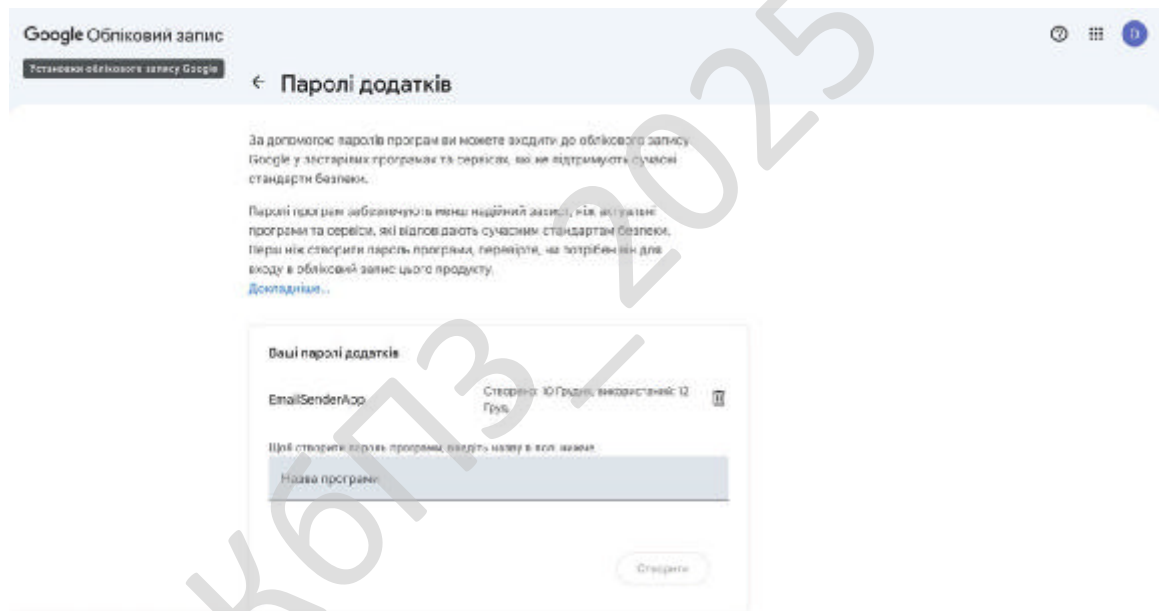 Google Обліковий запис
D
Установки облікового запису Google
← Паролі додатків
За допомогою паролів програм ви можете входити до облікового запису
Google у застарілих програмах та сервісах, які не підтримують сучасні
стандарти безпеки.
Паролі програм забезпечують менш надійний захист, ніж актуальні
програми та сервіси, які відповідають сучасним стандартам безпеки.
Перш ніж створити пароль програми, перевірте, чи потрібен він для
входу в обліковий запис цього продукту.
Докладніше...
Ваші паролі додатків
EmailSenderApp
Створено: 10 Грудня, використаний: 12
Груд.
Щоб створити пароль програми, введіть назву в полі нижче
Назва програми
Створити
КБПЗ_2025